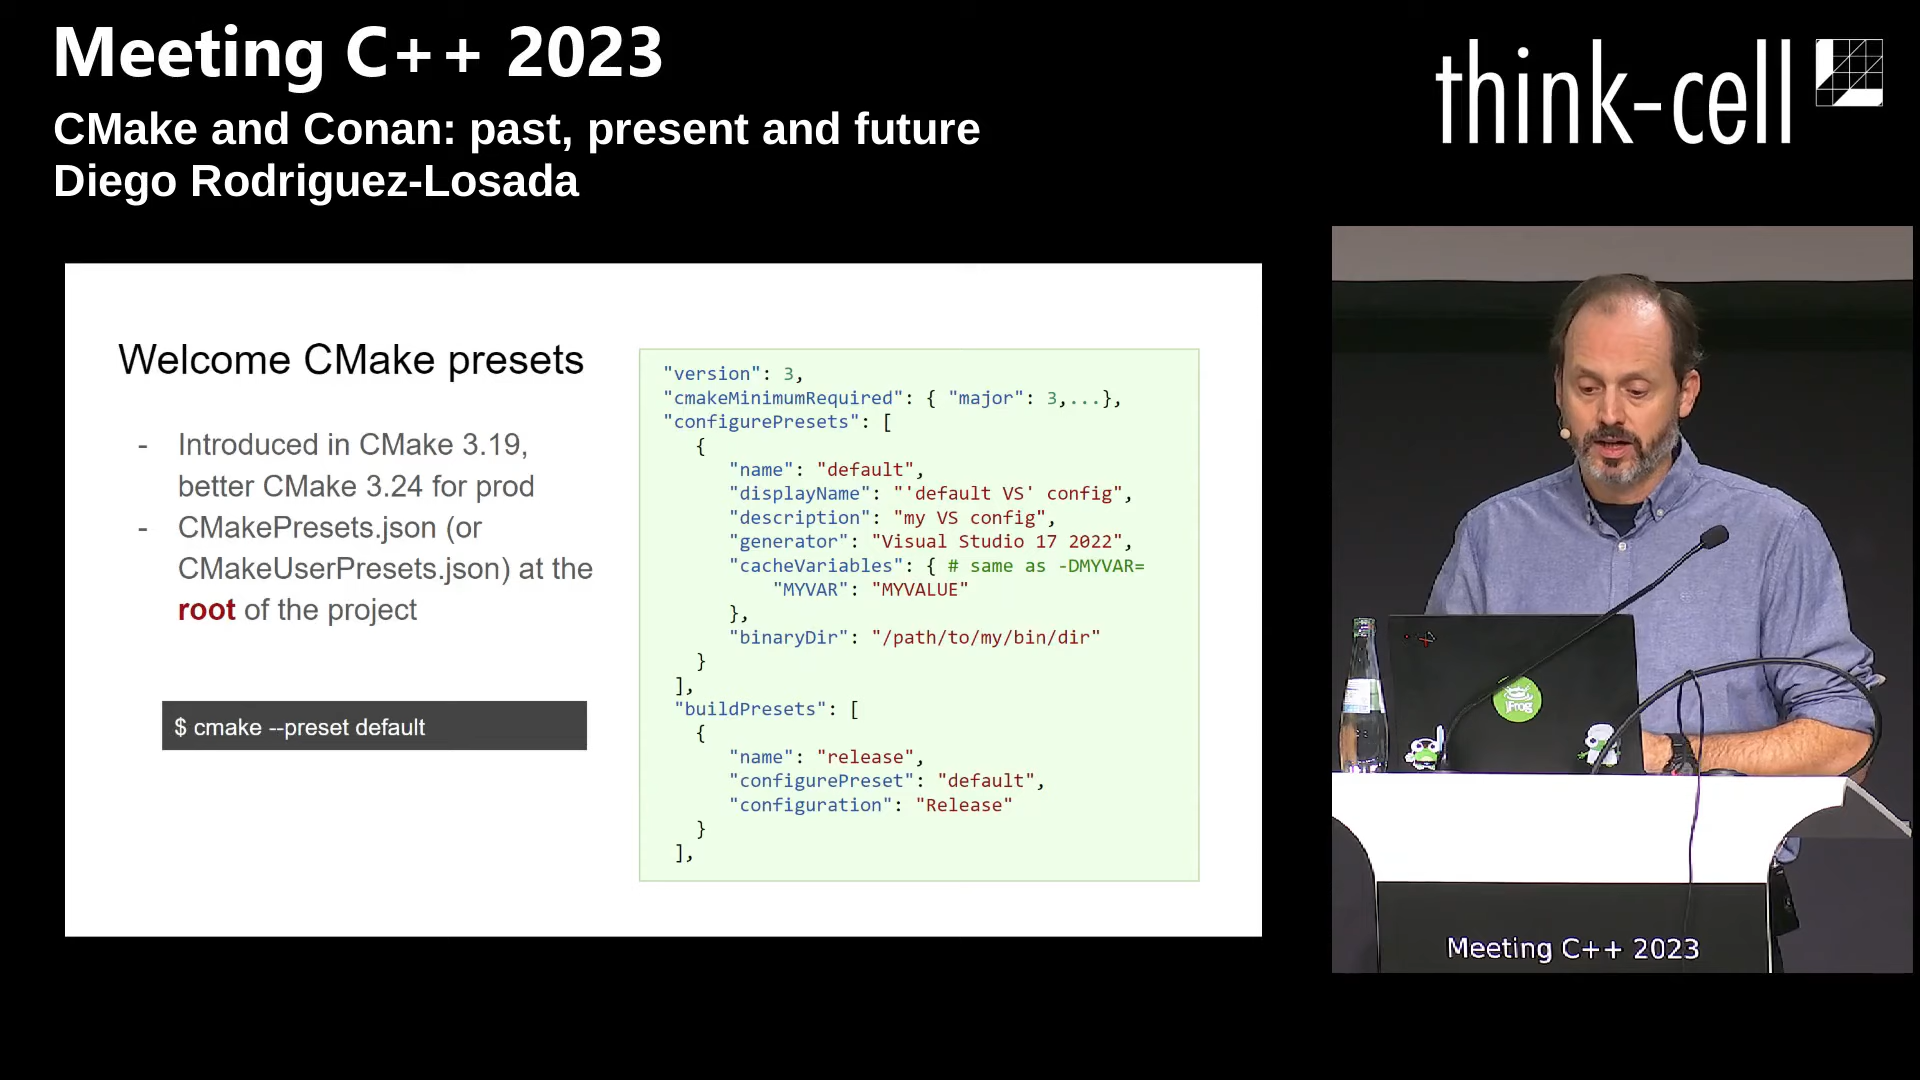 Meeting C++ 2023
CMake and Conan: past, present and future
Diego Rodriguez-Losada
think-cell
Welcome CMake presets
- Introduced in CMake 3.19,
better CMake 3.24 for prod
- CMakePresets.json (or
CMakeUserPresets.json) at the
root of the project
$ cmake --preset default
"version": 3,
"cmakeMinimumRequired": { "major": 3,...},
"configurePresets": [
{
"name": "default",
"displayName": "'default VS' config",
"description": "my VS config",
"generator": "Visual Studio 17 2022",
"cacheVariables": { # same as -DMYVAR=
"MYVAR": "MYVALUE"
},
"binaryDir": "/path/to/my/bin/dir"
}
],
"buildPresets": [
{
"name": "release",
"configurePreset": "default",
"configuration": "Release"
}
],
JFrog
Meeting C++ 2023